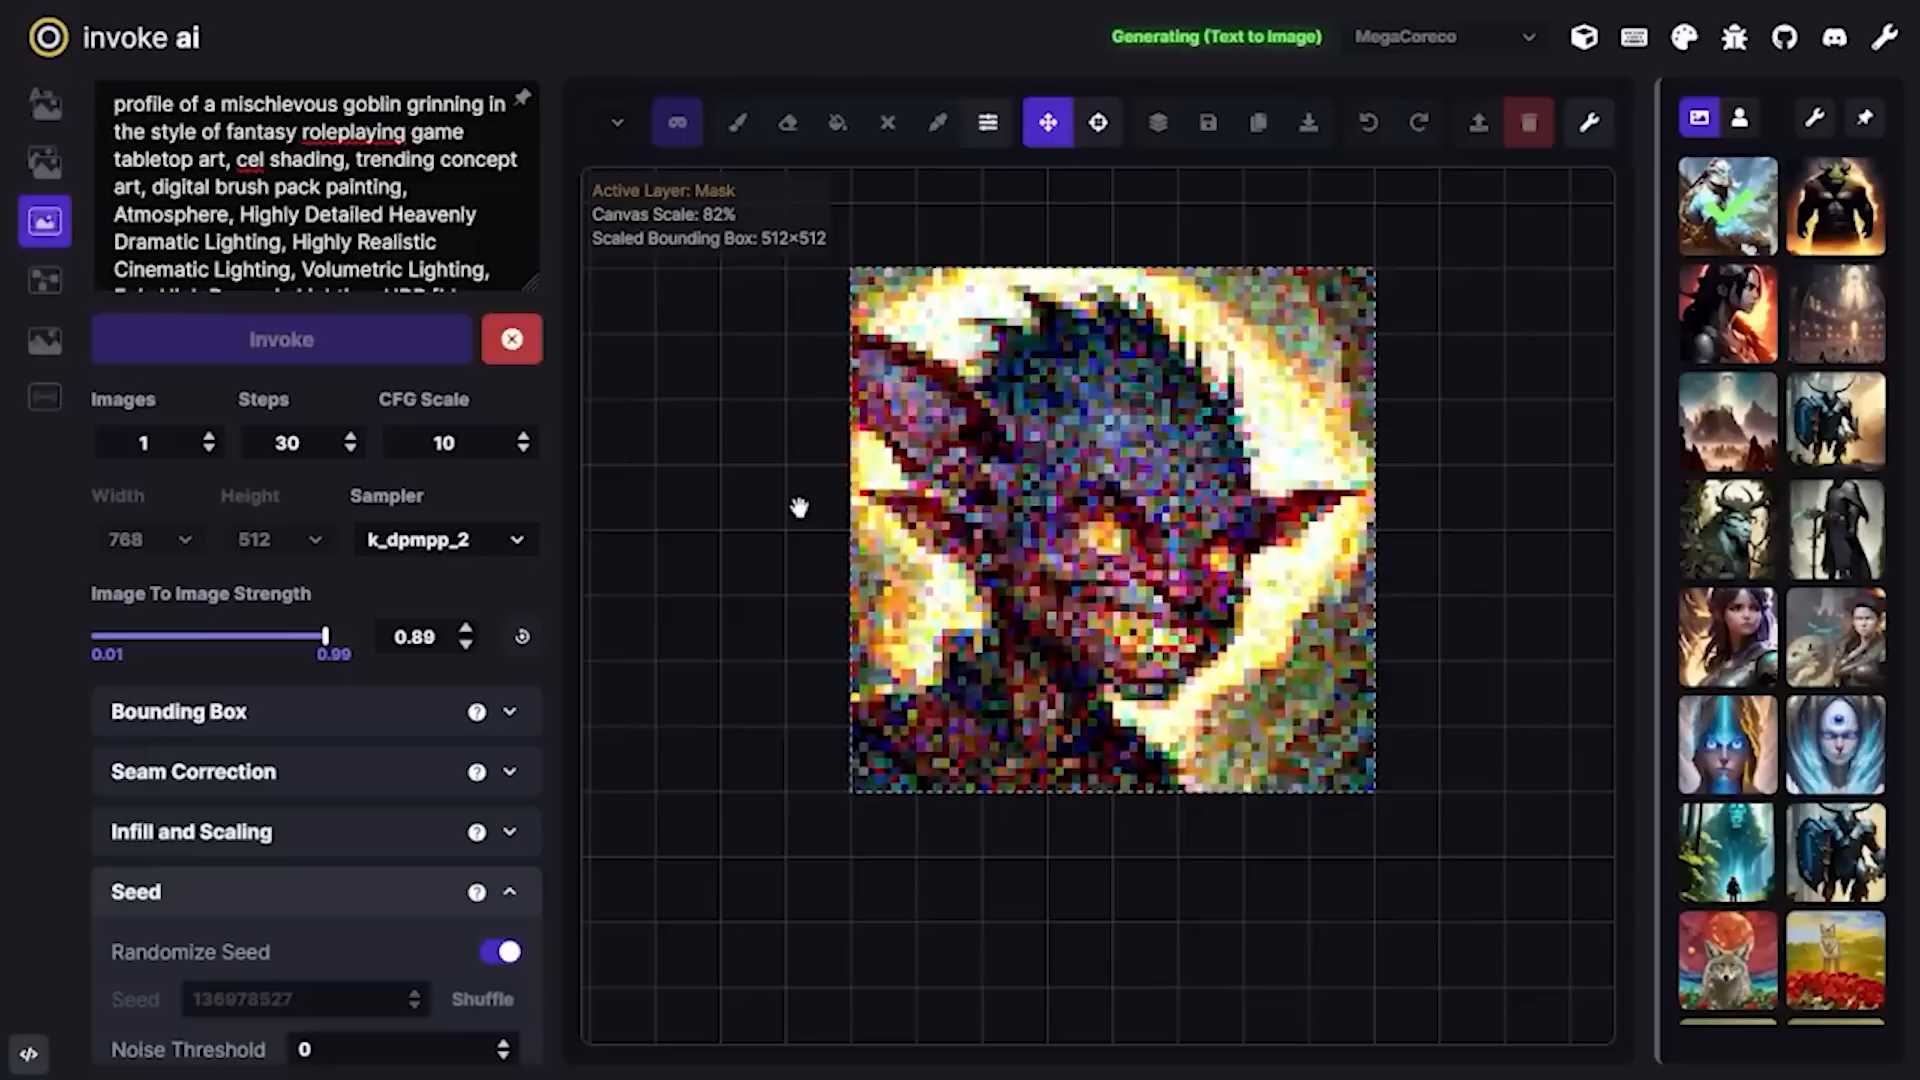 invoke ai
Generating (Text to Image)
MegaCoreco
profile of a mischievous goblin grinning in
the style of fantasy roleplaying game
tabletop art, cel shading, trending concept
art, digital brush pack painting,
Atmosphere, Highly Detailed Heavenly
Dramatic Lighting, Highly Realistic
Cinematic Lighting, Volumetric Lighting,
Invoke
Images
Steps
CFG Scale
1
30
10
Width
Height
Sampler
768
512
k_dpmpp_2
Image To Image Strength
0.89
0.01
0.99
Bounding Box
Seam Correction
Infill and Scaling
Seed
Randomize Seed
Seed
136978527
Shuffle
Noise Threshold
0
Active Layer: Mask
Canvas Scale: 82%
Scaled Bounding Box: 512×512